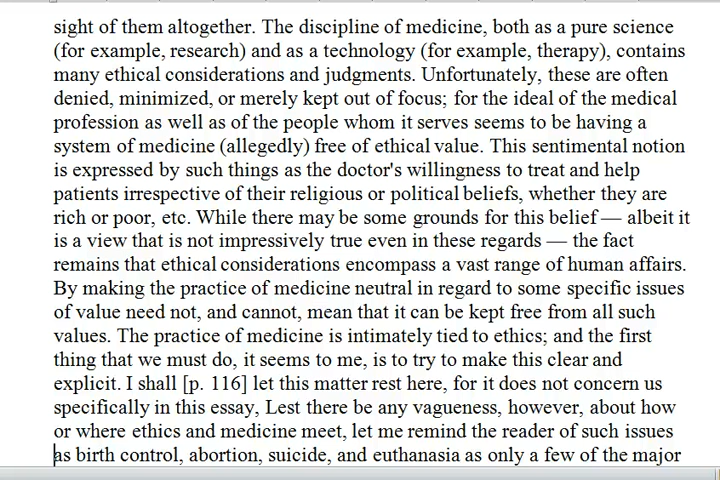 sight of them altogether. The discipline of medicine, both as a pure science
(for example, research) and as a technology (for example, therapy), contains
many ethical considerations and judgments. Unfortunately, these are often
denied, minimized, or merely kept out of focus; for the ideal of the medical
profession as well as of the people whom it serves seems to be having a
system of medicine (allegedly) free of ethical value. This sentimental notion
is expressed by such things as the doctor's willingness to treat and help
patients irrespective of their religious or political beliefs, whether they are
rich or poor, etc. While there may be some grounds for this belief — albeit it
is a view that is not impressively true even in these regards — the fact
remains that ethical considerations encompass a vast range of human affairs.
By making the practice of medicine neutral in regard to some specific issues
of value need not, and cannot, mean that it can be kept free from all such
values. The practice of medicine is intimately tied to ethics; and the first
thing that we must do, it seems to me, is to try to make this clear and
explicit. I shall [p. 116] let this matter rest here, for it does not concern us
specifically in this essay, Lest there be any vagueness, however, about how
or where ethics and medicine meet, let me remind the reader of such issues
as birth control, abortion, suicide, and euthanasia as only a few of the major